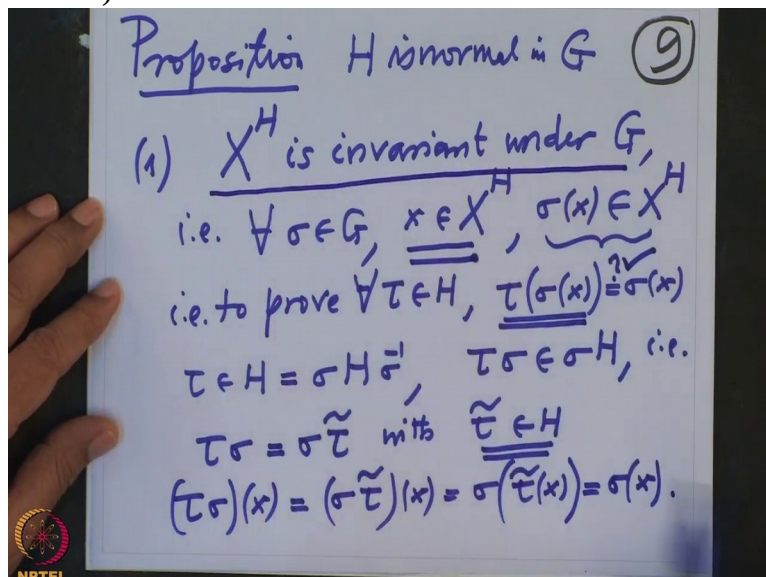 Proposition H is normal in G 9
(1) X^H is invariant under G,
i.e. ∀ σ∈G, x∈X^H, σ(x)∈X^H
i.e. to prove ∀τ∈H, τ(σ(x)) ?= ✓ σ(x)
τ∈H = σHσ^{-1}, τσ∈σH, i.e.
τσ = στ̃ with τ̃∈H
(τσ)(x) = (στ̃)(x) = σ(τ̃(x)) = σ(x).
NPTEL